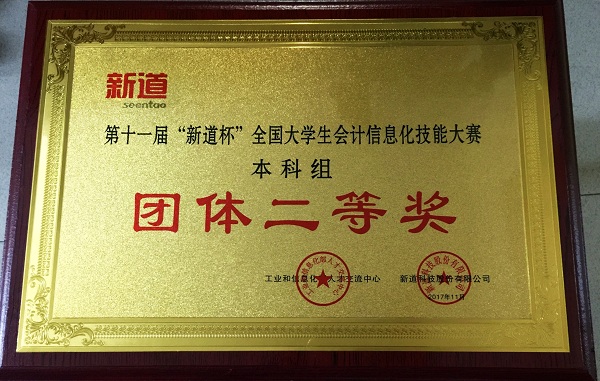 新道
seentao
第十一届“新道杯”全国大学生会计信息化技能大赛
本科组
团体二等奖
工业和信息化部人才交流中心 新道科技股份有限公司
2017年11月